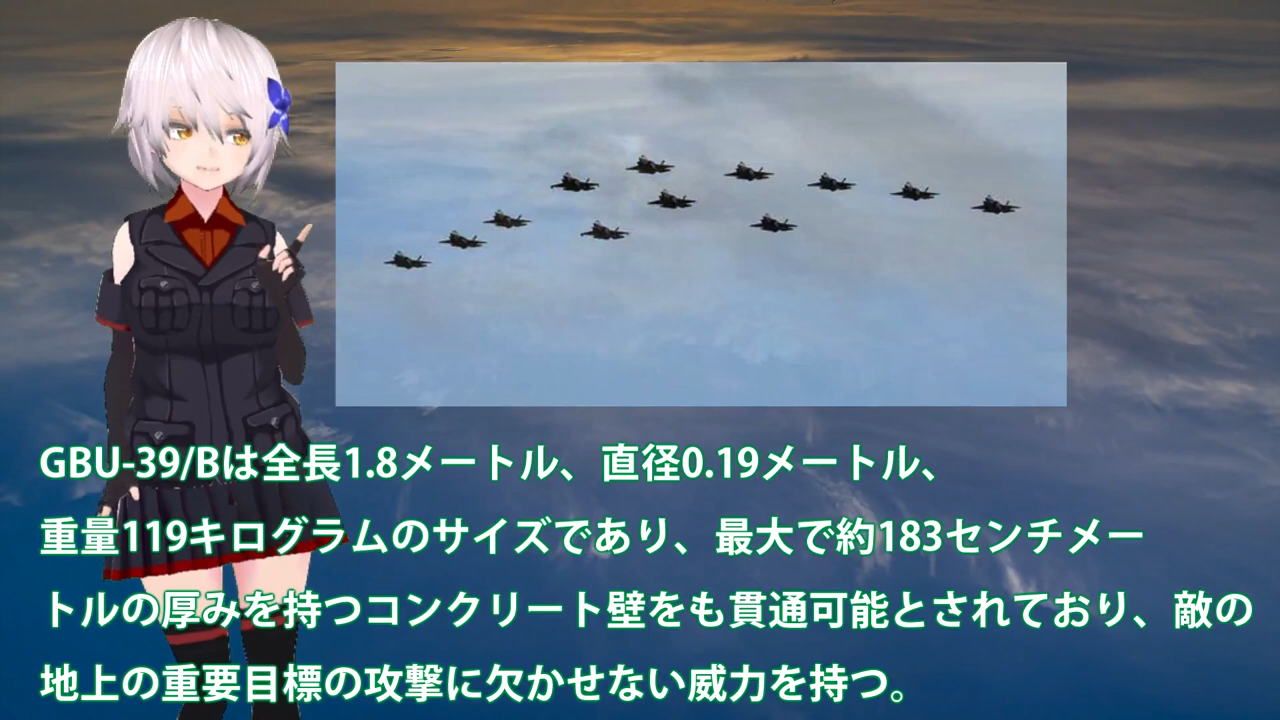 GBU-39/Bは全長1.8メートル、直径0.19メートル、
重量119キログラムのサイズであり、最大で約183センチメー
トルの厚みを持つコンクリート壁をも貫通可能とされており、敵の
地上の重要目標の攻撃に欠かせない威力を持つ。